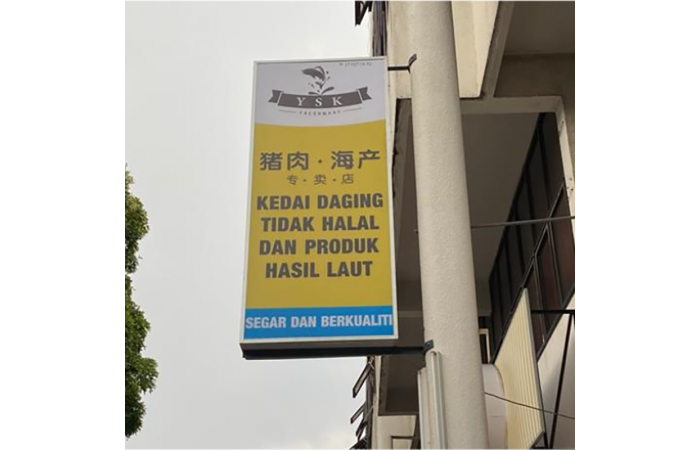 YSK
FRESHMART
猪肉·海产
专·卖·店
KEDAI DAGING
TIDAK HALAL
DAN PRODUK
HASIL LAUT
SEGAR DAN BERKUALITI